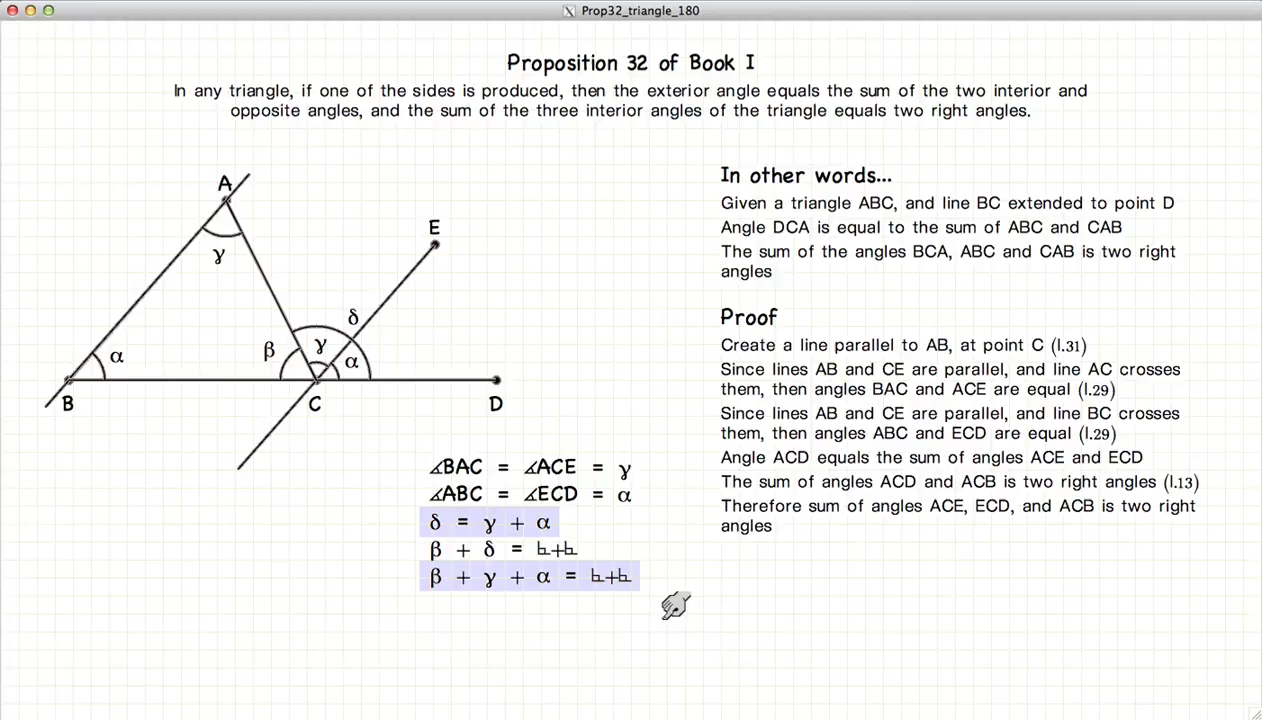 Prop32_triangle_180
Proposition 32 of Book I
In any triangle, if one of the sides is produced, then the exterior angle equals the sum of the two interior and
opposite angles, and the sum of the three interior angles of the triangle equals two right angles.
A
γ
α
B
β
γ
δ
α
E
C
D
∡BAC = ∡ACE = γ
∡ABC = ∡ECD = α
δ = γ + α
β + δ = ㅏ+ㅏ
β + γ + α = ㅏ+ㅏ
In other words...
Given a triangle ABC, and line BC extended to point D
Angle DCA is equal to the sum of ABC and CAB
The sum of the angles BCA, ABC and CAB is two right
angles
Proof
Create a line parallel to AB, at point C (I.31)
Since lines AB and CE are parallel, and line AC crosses
them, then angles BAC and ACE are equal (I.29)
Since lines AB and CE are parallel, and line BC crosses
them, then angles ABC and ECD are equal (I.29)
Angle ACD equals the sum of angles ACE and ECD
The sum of angles ACD and ACB is two right angles (I.13)
Therefore sum of angles ACE, ECD, and ACB is two right
angles